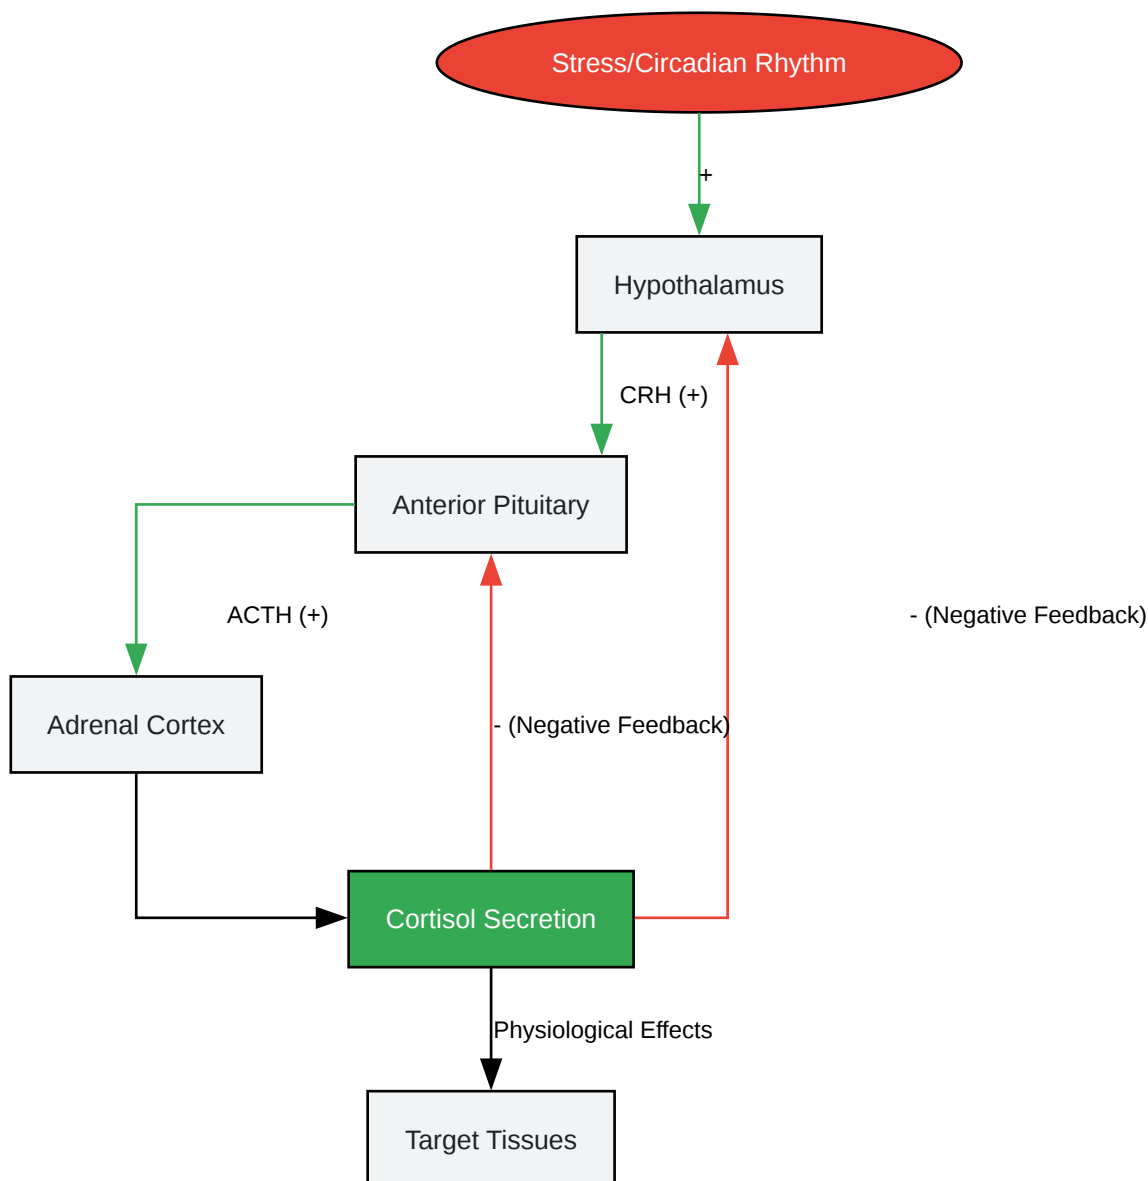 Stress/Circadian Rhythm
+
Hypothalamus
CRH (+)
Anterior Pituitary
ACTH (+)
- (Negative Feedback)
Adrenal Cortex
- (Negative Feedback)
Cortisol Secretion
Physiological Effects
Target Tissues